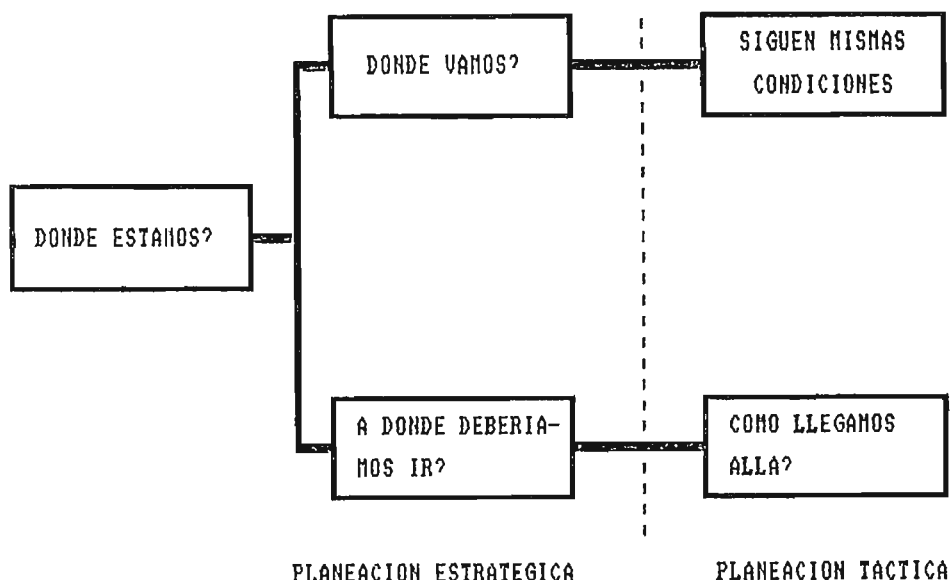 DONDE VAMOS?
SIGUEN MISMAS
CONDICIONES
DONDE ESTAMOS?
A DONDE DEBERIA-
MOS IR?
COMO LLEGAMOS
ALLA?
PLANEACION ESTRATEGICA
PLANEACION TACTICA